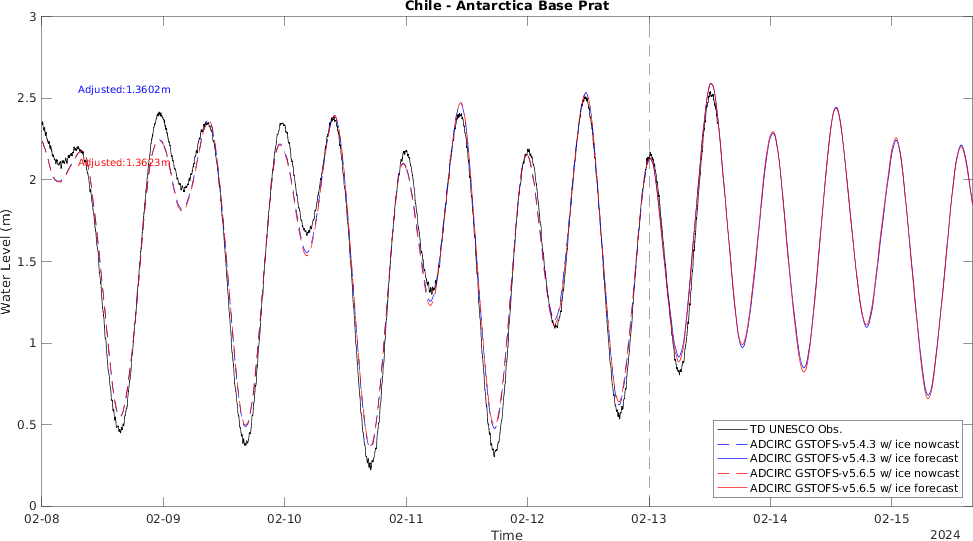 Chile - Antarctica Base Prat
3
2.5
2
1.5
1
0.5
0
Water Level (m)
Adjusted:1.3602m
Adjusted:1.3623m
TD UNESCO Obs.
ADCIRC GSTOFS-v5.4.3 w/ ice nowcast
ADCIRC GSTOFS-v5.4.3 w/ ice forecast
ADCIRC GSTOFS-v5.6.5 w/ ice nowcast
ADCIRC GSTOFS-v5.6.5 w/ ice forecast
02-08 02-09 02-10 02-11 02-12 02-13 02-14 02-15
Time
2024